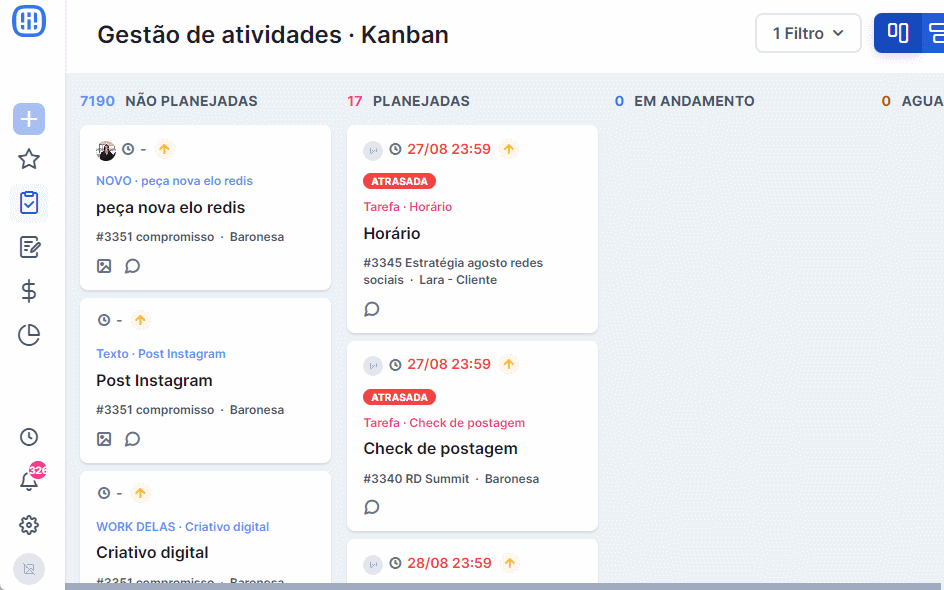 Gestão de atividades · Kanban
1 Filtro
7190 NÃO PLANEJADAS
17 PLANEJADAS
0 EM ANDAMENTO
0 AGUA
-
NOVO · peça nova elo redis
peça nova elo redis
#3351 compromisso · Baronesa
-
Texto · Post Instagram
Post Instagram
#3351 compromisso · Baronesa
-
WORK DELAS · Criativo digital
Criativo digital
#3351 compromisso · Baronesa
27/08 23:59
ATRASADA
Tarefa · Horário
Horário
#3345 Estratégia agosto redes
sociais · Lara - Cliente
27/08 23:59
ATRASADA
Tarefa · Check de postagem
Check de postagem
#3340 RD Summit · Baronesa
28/08 23:59
326